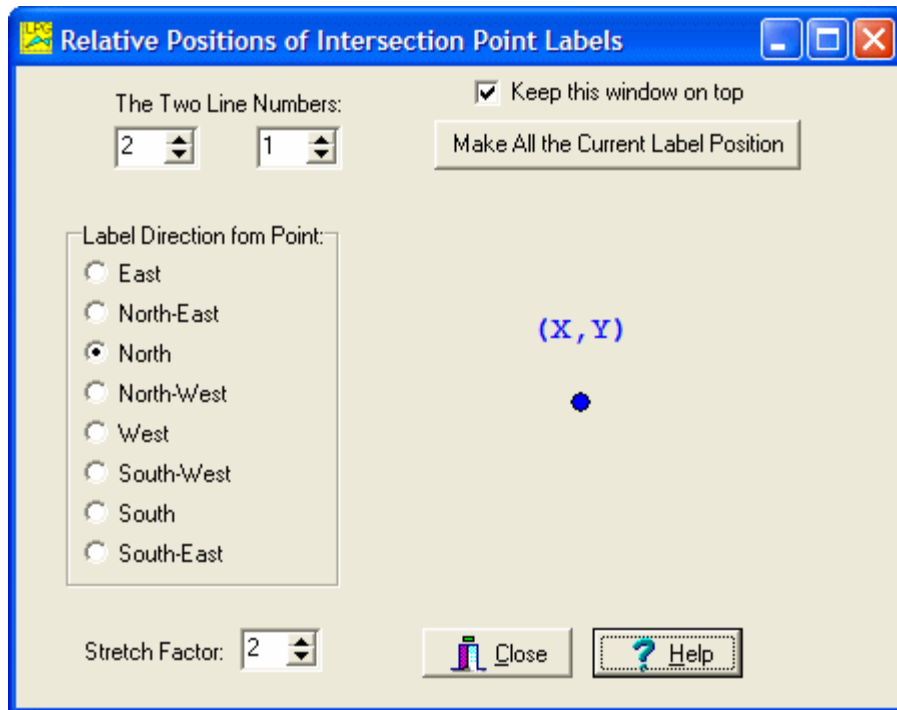 Relative Positions of Intersection Point Labels
The Two Line Numbers:
2 1
Keep this window on top
Make All the Current Label Position
Label Direction fom Point:
East
North-East
North
North-West
West
South-West
South
South-East
(X,Y)
Stretch Factor: 2
Close
Help